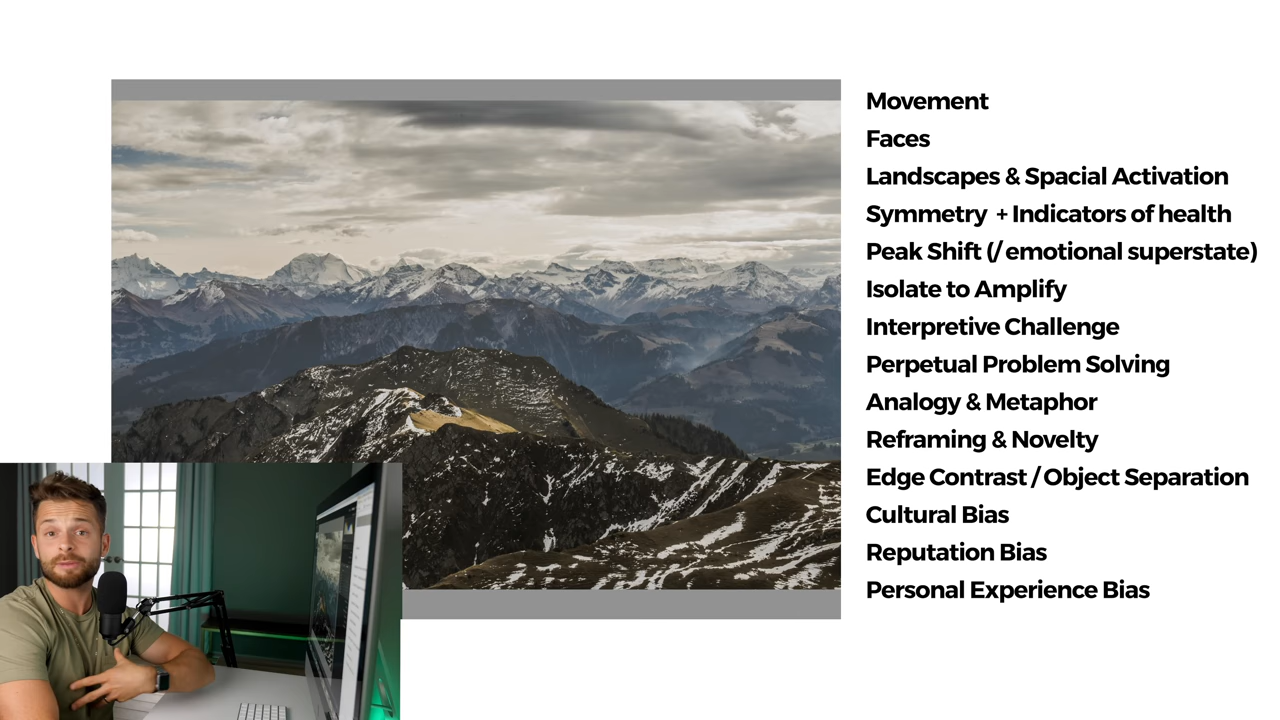 Movement
Faces
Landscapes & Spacial Activation
Symmetry + Indicators of health
Peak Shift (/ emotional superstate)
Isolate to Amplify
Interpretive Challenge
Perpetual Problem Solving
Analogy & Metaphor
Reframing & Novelty
Edge Contrast / Object Separation
Cultural Bias
Reputation Bias
Personal Experience Bias